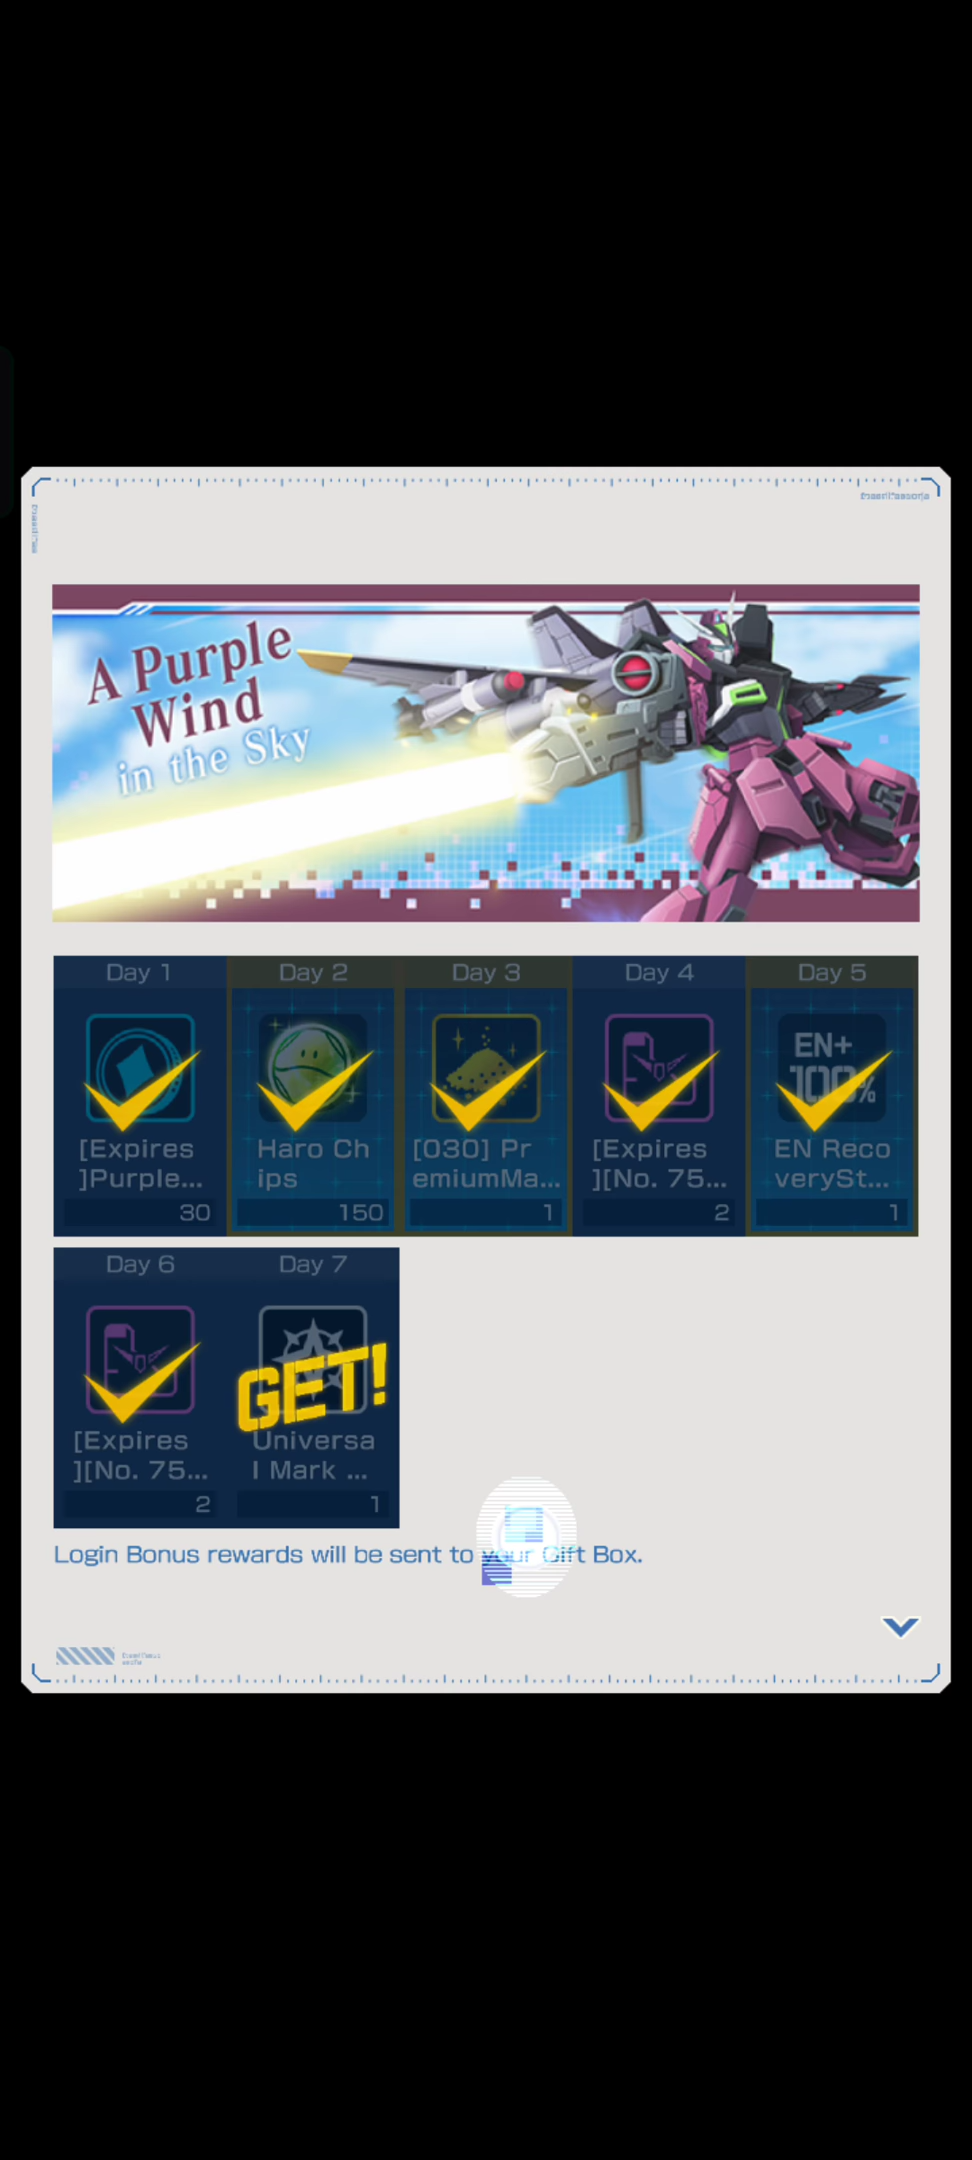 A Purple
Wind
in the Sky
Day 1
Day 2
Day 3
Day 4
Day 5
EN+
100%
[Expires
]Purple...
Haro Ch
ips
[030] Pr
emiumMa...
[Expires
][No. 75...
EN Reco
verySt...
30
150
1
2
1
Day 6
Day 7
GET!
[Expires
][No. 75...
Universa
l Mark ...
2
1
Login Bonus rewards will be sent to your Gift Box.